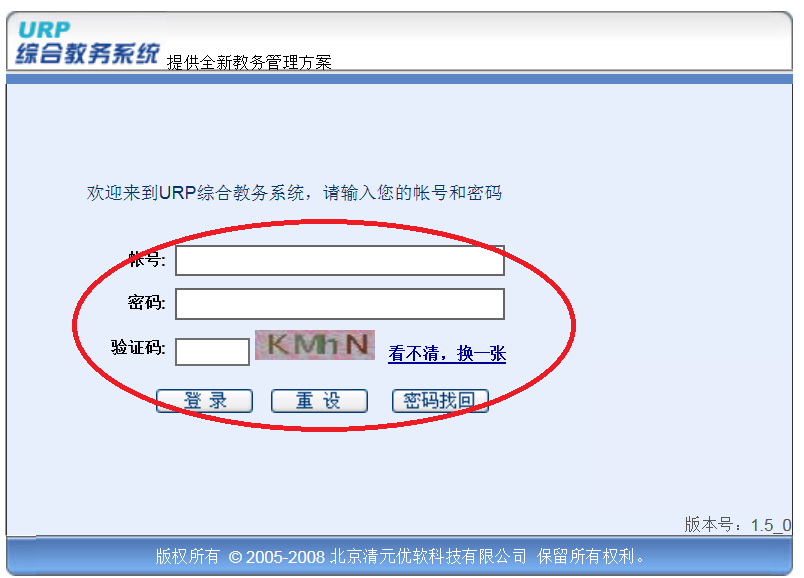 URP
综合教务系统 提供全新教务管理方案
欢迎来到URP综合教务系统，请输入您的帐号和密码
帐号:
密码:
验证码: KMhN 看不清，换一张
登 录 重 设 密码找回
版本号：1.5_0
版权所有 © 2005-2008 北京清元优软科技有限公司 保留所有权利。